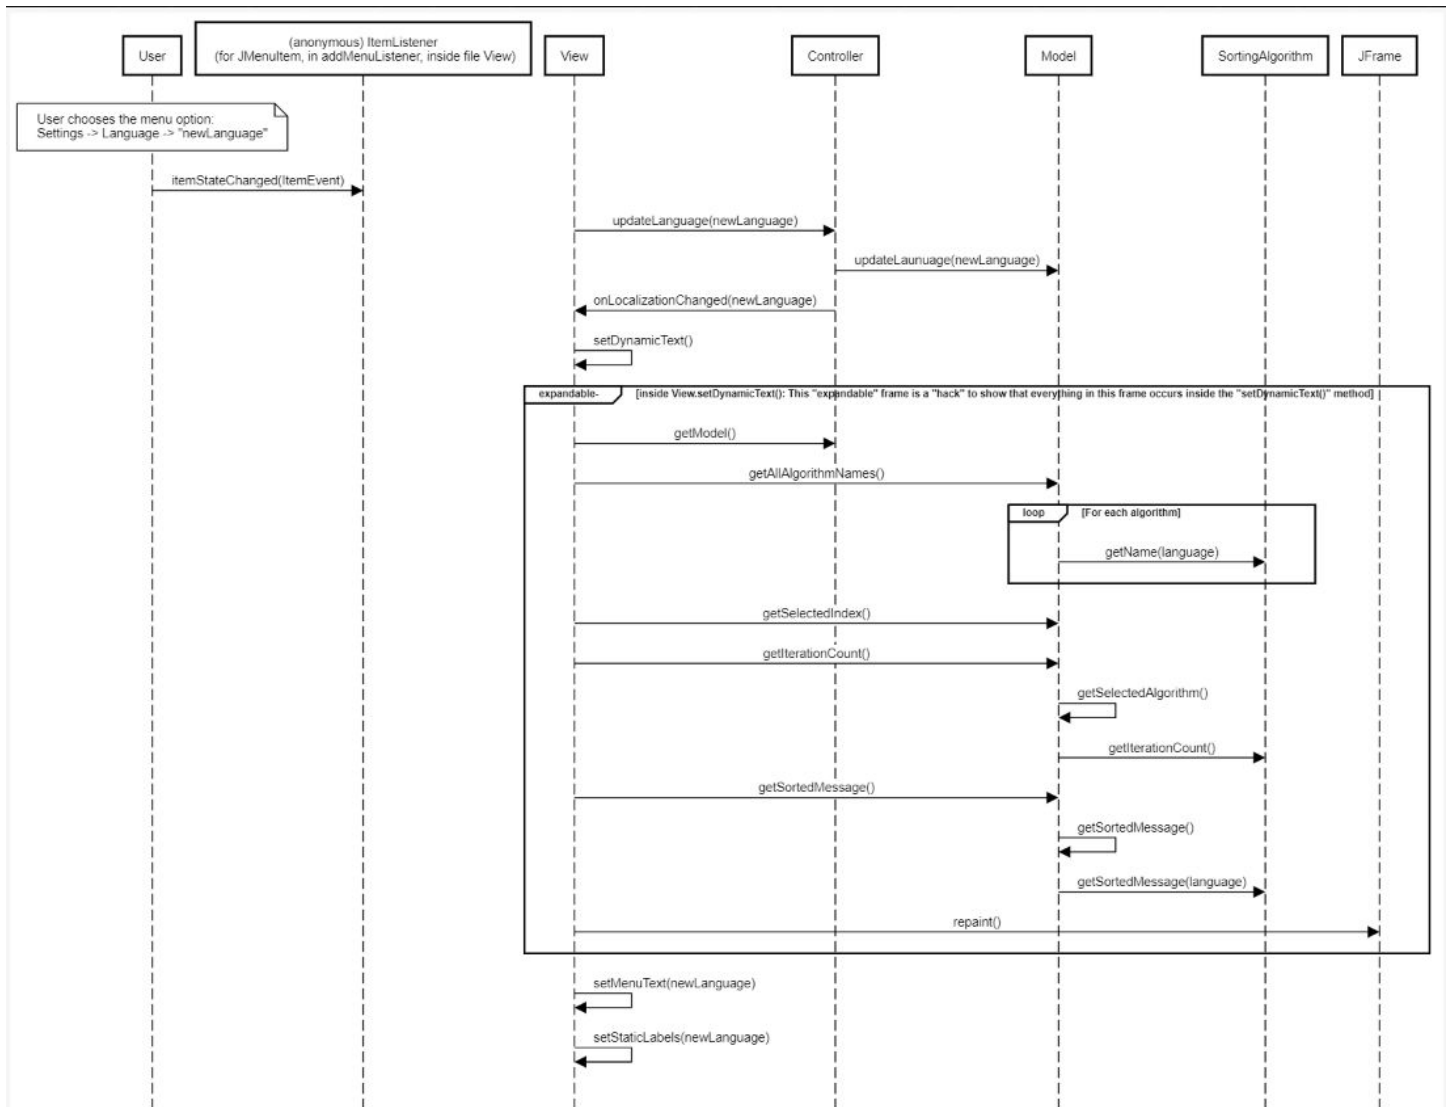 User
(anonymous) ItemListener
(for JMenuItem, in addMenuListener, inside file View)
View
Controller
Model
SortingAlgorithm
JFrame
User chooses the menu option:
Settings -> Language -> "newLanguage"
itemStateChanged(ItemEvent)
updateLanguage(newLanguage)
updateLaunuage(newLanguage)
onLocalizationChanged(newLanguage)
setDynamicText()
expandable-
[inside View.setDynamicText(): This "expandable" frame is a "hack" to show that everything in this frame occurs inside the "setDynamicText()" method]
getModel()
getAllAlgorithmNames()
loop
[For each algorithm]
getName(language)
getSelectedIndex()
getIterationCount()
getSelectedAlgorithm()
getIterationCount()
getSortedMessage()
getSortedMessage()
getSortedMessage(language)
repaint()
setMenuText(newLanguage)
setStaticLabels(newLanguage)